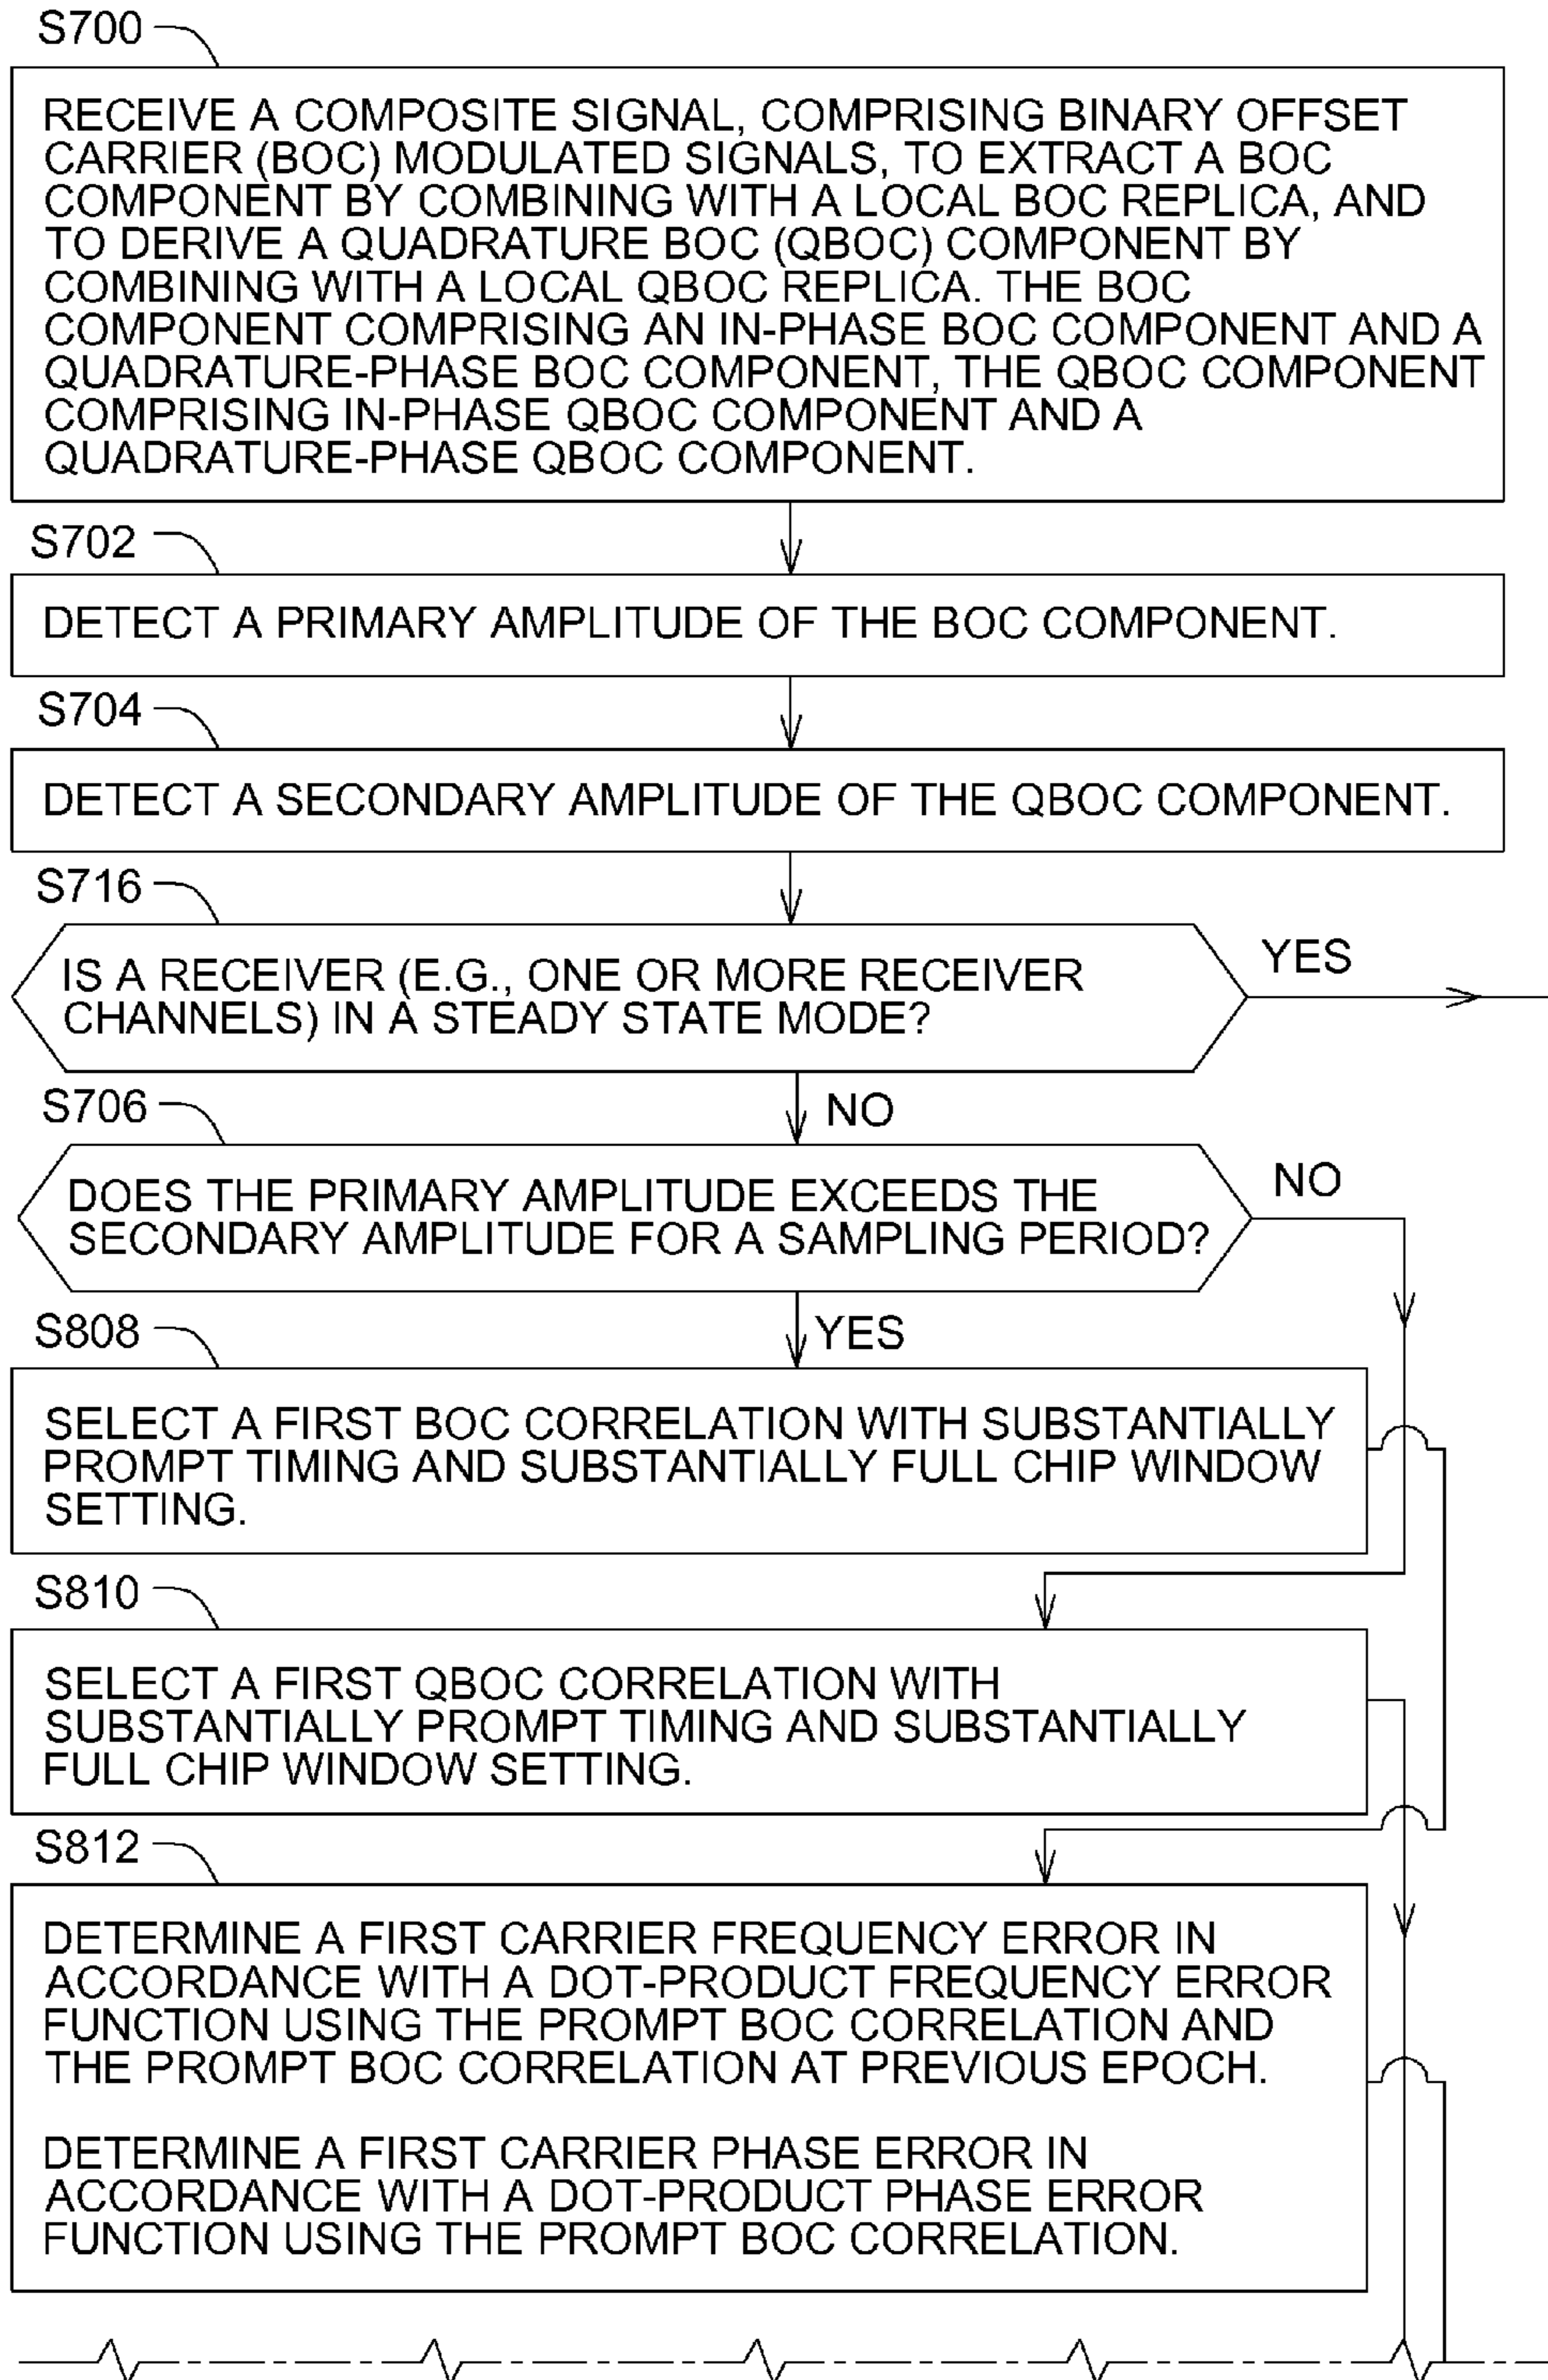 S700
RECEIVE A COMPOSITE SIGNAL, COMPRISING BINARY OFFSET
CARRIER (BOC) MODULATED SIGNALS, TO EXTRACT A BOC
COMPONENT BY COMBINING WITH A LOCAL BOC REPLICA, AND
TO DERIVE A QUADRATURE BOC (QBOC) COMPONENT BY
COMBINING WITH A LOCAL QBOC REPLICA. THE BOC
COMPONENT COMPRISING AN IN-PHASE BOC COMPONENT AND A
QUADRATURE-PHASE BOC COMPONENT, THE QBOC COMPONENT
COMPRISING IN-PHASE QBOC COMPONENT AND A
QUADRATURE-PHASE QBOC COMPONENT.
S702
DETECT A PRIMARY AMPLITUDE OF THE BOC COMPONENT.
S704
DETECT A SECONDARY AMPLITUDE OF THE QBOC COMPONENT.
S716
IS A RECEIVER (E.G., ONE OR MORE RECEIVER
CHANNELS) IN A STEADY STATE MODE?
YES
NO
S706
DOES THE PRIMARY AMPLITUDE EXCEEDS THE
SECONDARY AMPLITUDE FOR A SAMPLING PERIOD?
NO
YES
S808
SELECT A FIRST BOC CORRELATION WITH SUBSTANTIALLY
PROMPT TIMING AND SUBSTANTIALLY FULL CHIP WINDOW
SETTING.
S810
SELECT A FIRST QBOC CORRELATION WITH
SUBSTANTIALLY PROMPT TIMING AND SUBSTANTIALLY
FULL CHIP WINDOW SETTING.
S812
DETERMINE A FIRST CARRIER FREQUENCY ERROR IN
ACCORDANCE WITH A DOT-PRODUCT FREQUENCY ERROR
FUNCTION USING THE PROMPT BOC CORRELATION AND
THE PROMPT BOC CORRELATION AT PREVIOUS EPOCH.
DETERMINE A FIRST CARRIER PHASE ERROR IN
ACCORDANCE WITH A DOT-PRODUCT PHASE ERROR
FUNCTION USING THE PROMPT BOC CORRELATION.